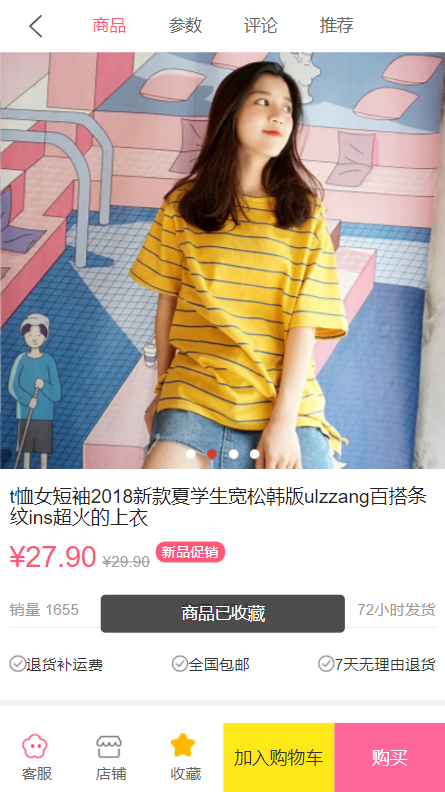 商品 参数 评论 推荐
t恤女短袖2018新款夏学生宽松韩版ulzzang百搭条
纹ins超火的上衣
¥27.90 ¥29.90 新品促销
销量 1655 商品已收藏 72小时发货
退货补运费 全国包邮 7天无理由退货
客服 店铺 收藏 加入购物车 购买